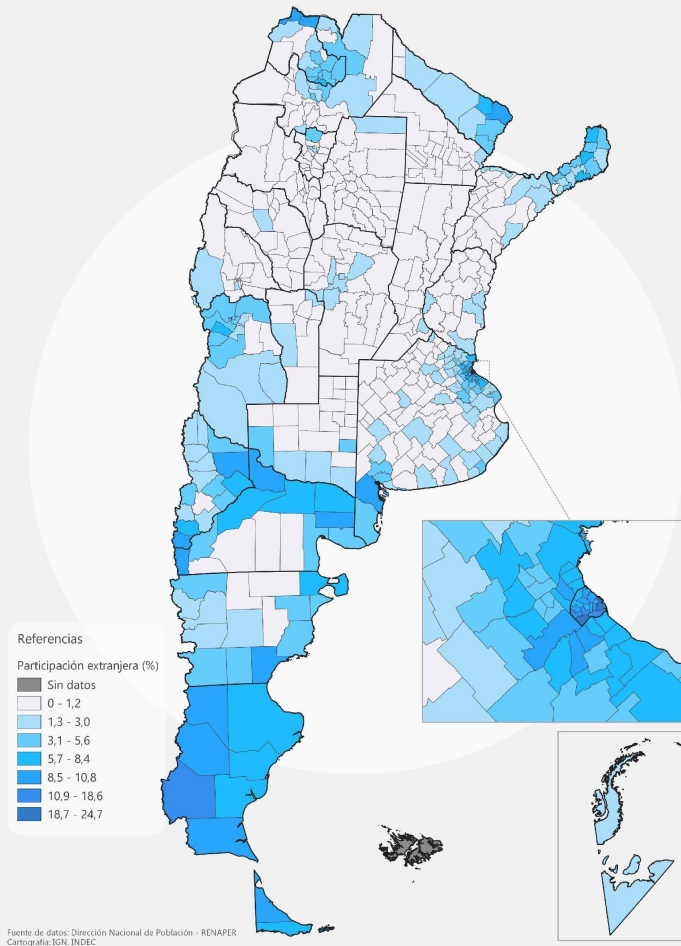 Referencias
Participación extranjera (%)
Sin datos
0 - 1,2
1,3 - 3,0
3,1 - 5,6
5,7 - 8,4
8,5 - 10,8
10,9 - 18,6
18,7 - 24,7
Fuente de datos: Dirección Nacional de Población - RENAPER
Cartografía: IGN, INDEC